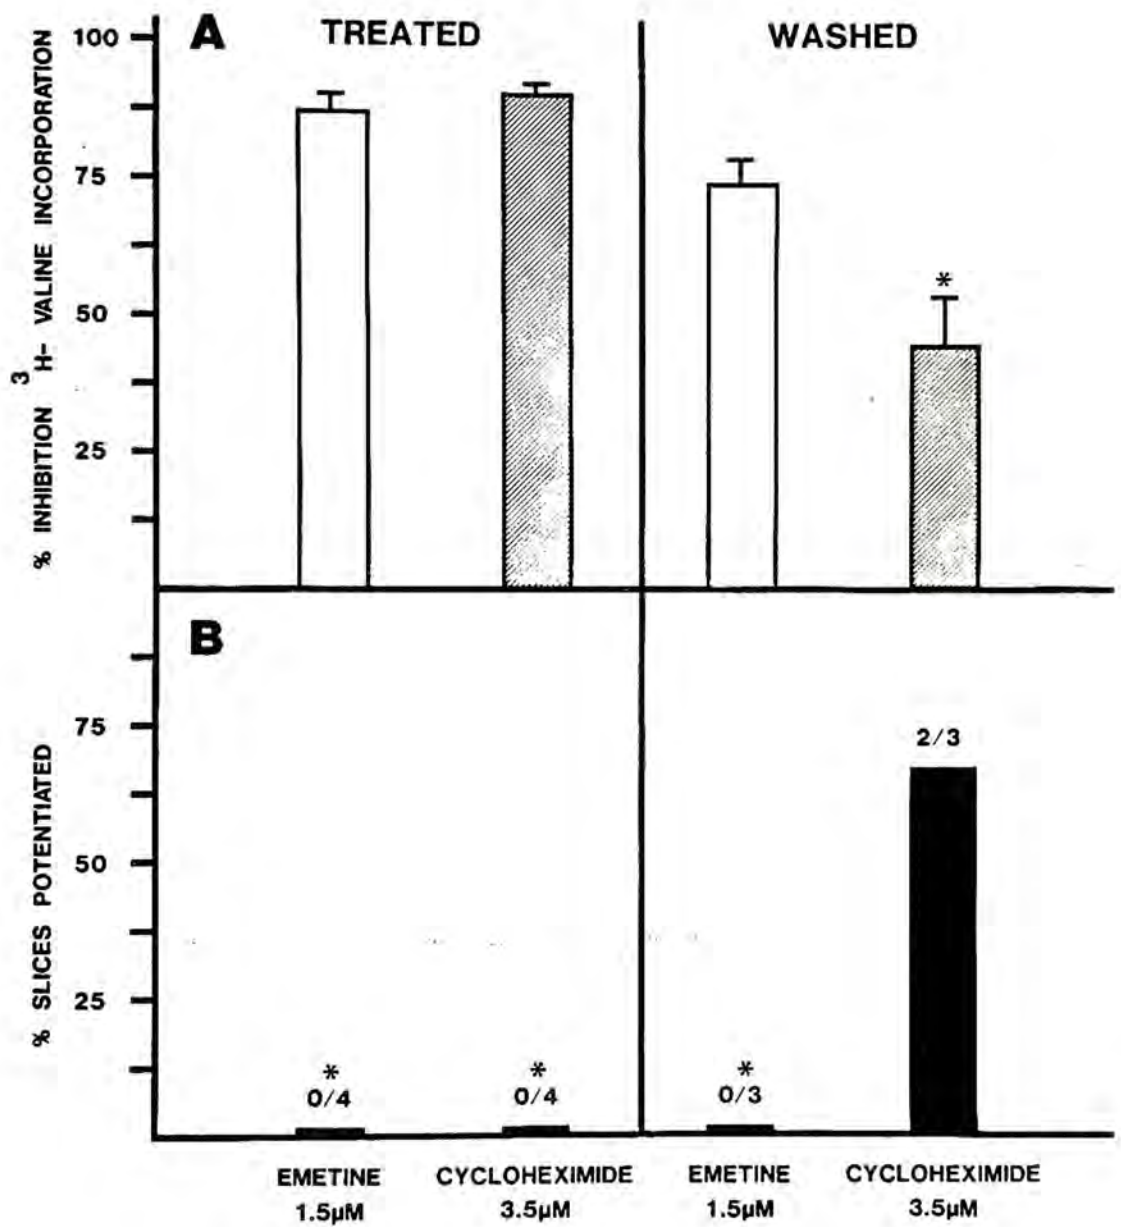 A
TREATED
WASHED
% INHIBITION ³H- VALINE INCORPORATION
100
75
50
25
*
B
% SLICES POTENTIATED
75
50
25
2/3
*
0/4
*
0/4
*
0/3
EMETINE
1.5µM
CYCLOHEXIMIDE
3.5µM
EMETINE
1.5µM
CYCLOHEXIMIDE
3.5µM